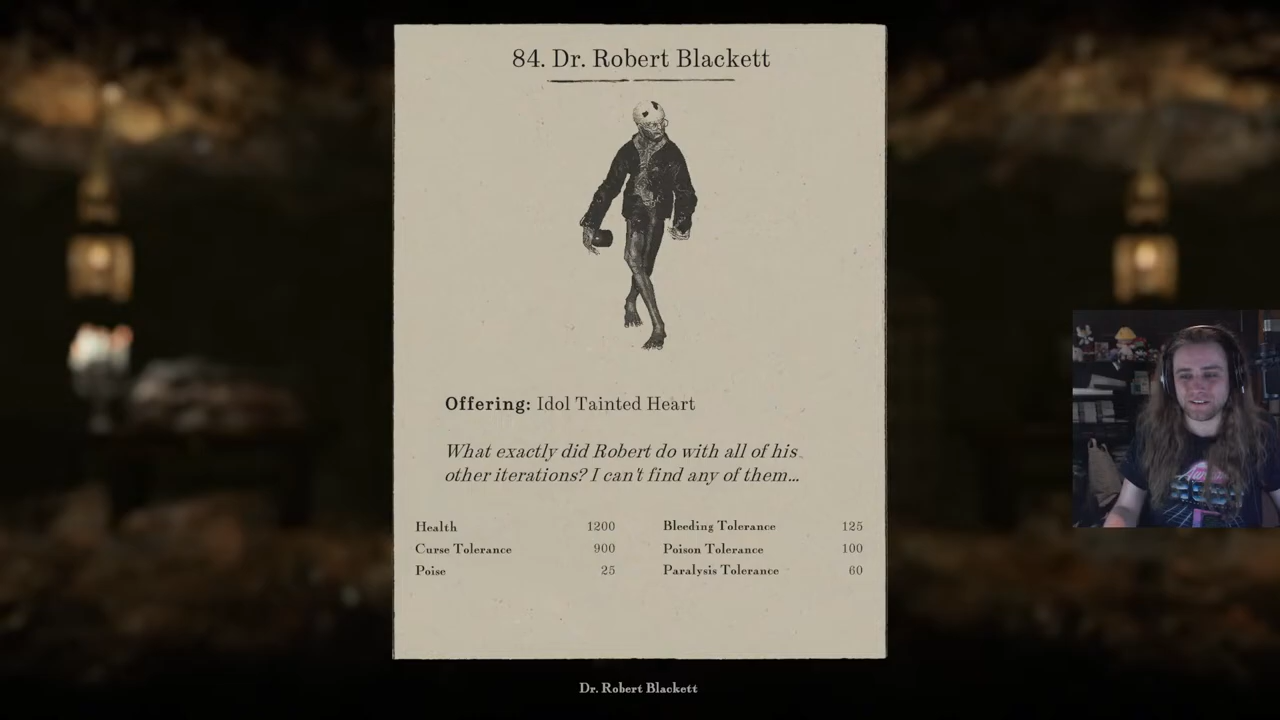 84. Dr. Robert Blackett
Offering: Idol Tainted Heart
What exactly did Robert do with all of his
other iterations? I can't find any of them...
Health 1200 Bleeding Tolerance 125
Curse Tolerance 900 Poison Tolerance 100
Poise 25 Paralysis Tolerance 60
Dr. Robert Blackett